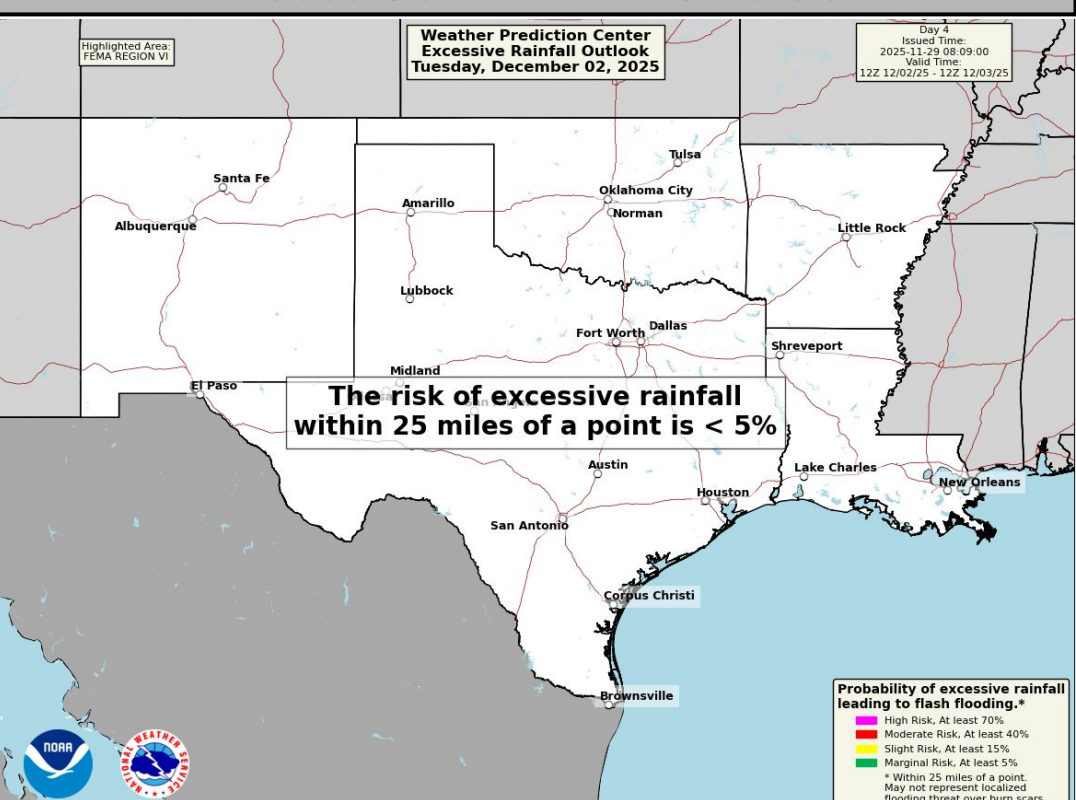 Highlighted Area:
FEMA REGION VI
Weather Prediction Center
Excessive Rainfall Outlook
Tuesday, December 02, 2025
Day 4
Issued Time:
2025-11-29 08:09:00
Valid Time:
12Z 12/02/25 - 12Z 12/03/25
Tulsa
Santa Fe
Oklahoma City
Amarillo
Norman
Albuquerque
Little Rock
Lubbock
Dallas
Fort Worth
Shreveport
Midland
El Paso
The risk of excessive rainfall
within 25 miles of a point is < 5%
Austin
Lake Charles
New Orleans
Houston
San Antonio
Corpus Christi
Brownsville
Probability of excessive rainfall
leading to flash flooding.*
High Risk, At least 70%
Moderate Risk, At least 40%
Slight Risk, At least 15%
Marginal Risk, At least 5%
* Within 25 miles of a point.
May not represent localized
flooding threat over burn scars
NOAA
NATIONAL WEATHER SERVICE